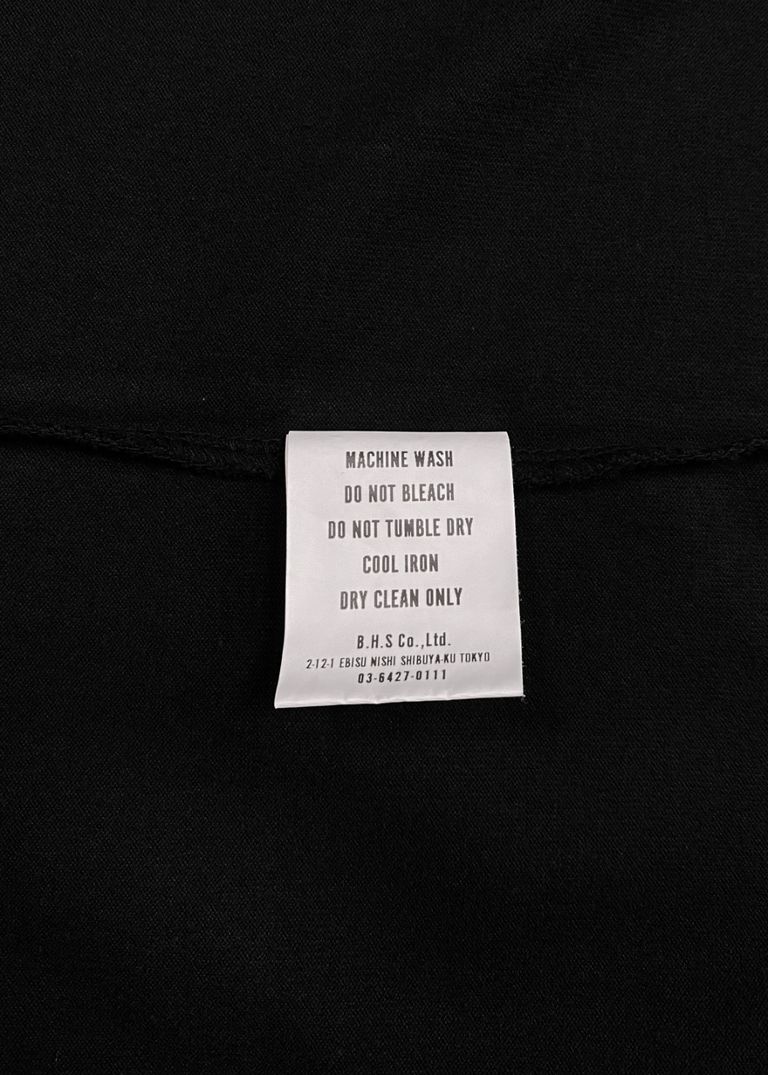 MACHINE WASH
DO NOT BLEACH
DO NOT TUMBLE DRY
COOL IRON
DRY CLEAN ONLY
B.H.S Co.,Ltd.
2-12-1 EBISU NISHI SHIBUYA-KU TOKYO
03-6427-0111